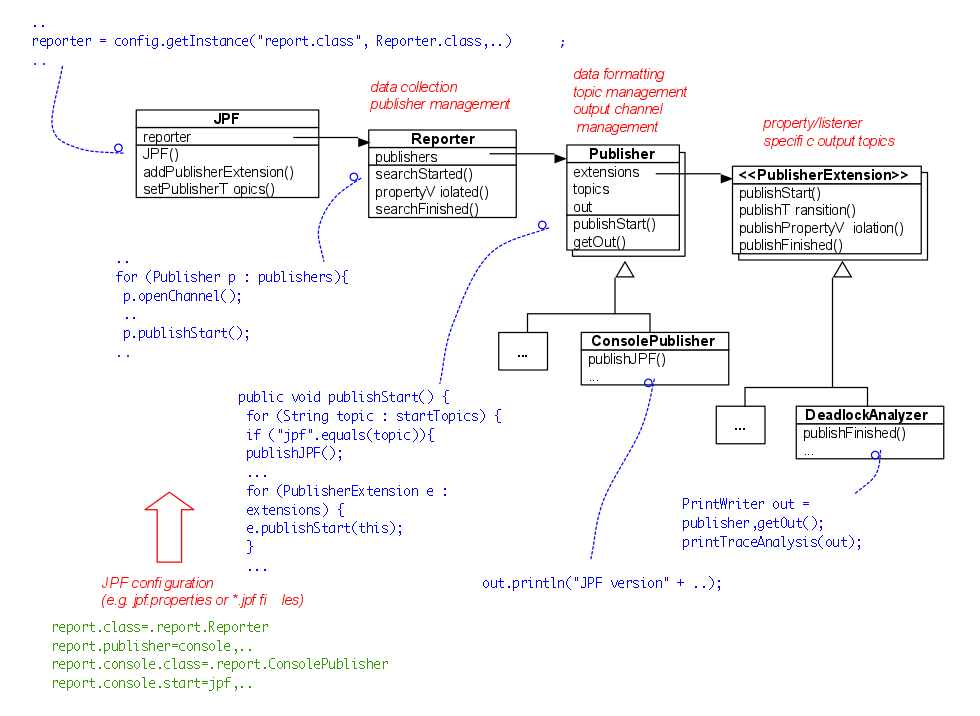 ..
reporter = config.getInstance("report.class", Reporter.class,..) ;
..
data collection
publisher management
data formatting
topic management
output channel
management
property/listener
specifi c output topics
JPF
reporter
JPF()
addPublisherExtension()
setPublisherT opics()
Reporter
publishers
searchStarted()
propertyV iolated()
searchFinished()
Publisher
extensions
topics
out
publishStart()
getOut()
<<PublisherExtension>>
publishStart()
publishT ransition()
publishPropertyV iolation()
publishFinished()
..
for (Publisher p : publishers){
p.openChannel();
..
p.publishStart();
..
...
ConsolePublisher
publishJPF()
...
...
DeadlockAnalyzer
publishFinished()
...
public void publishStart() {
for (String topic : startTopics) {
if ("jpf".equals(topic)){
publishJPF();
...
for (PublisherExtension e :
extensions) {
e.publishStart(this);
}
...
PrintWriter out =
publisher,getOut();
printTraceAnalysis(out);
out.println("JPF version" + ..);
JPF confi guration
(e.g. jpf.properties or *.jpf fi les)
report.class=.report.Reporter
report.publisher=console,..
report.console.class=.report.ConsolePublisher
report.console.start=jpf,..